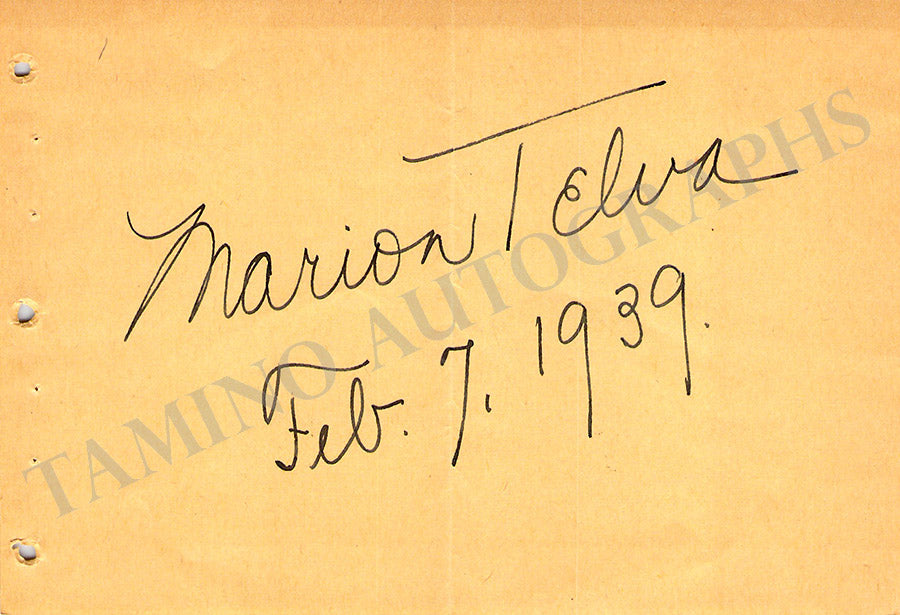 Marion Telva
Feb. 7, 1939.
TAMINO AUTOGRAPHS